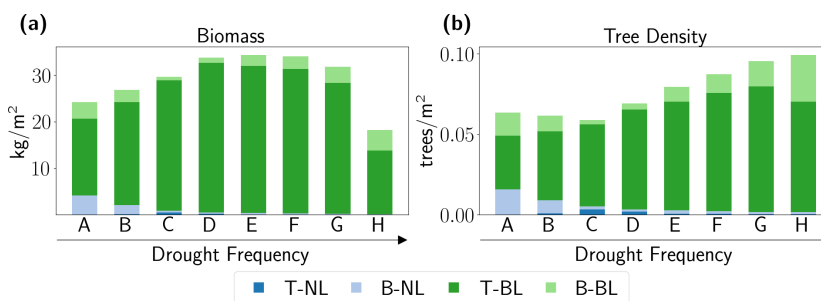 (a)
Biomass
kg/m²
30
20
10
A B C D E F G H
Drought Frequency
(b)
Tree Density
trees/m²
0.10
0.05
0.00
A B C D E F G H
Drought Frequency
T-NL B-NL T-BL B-BL